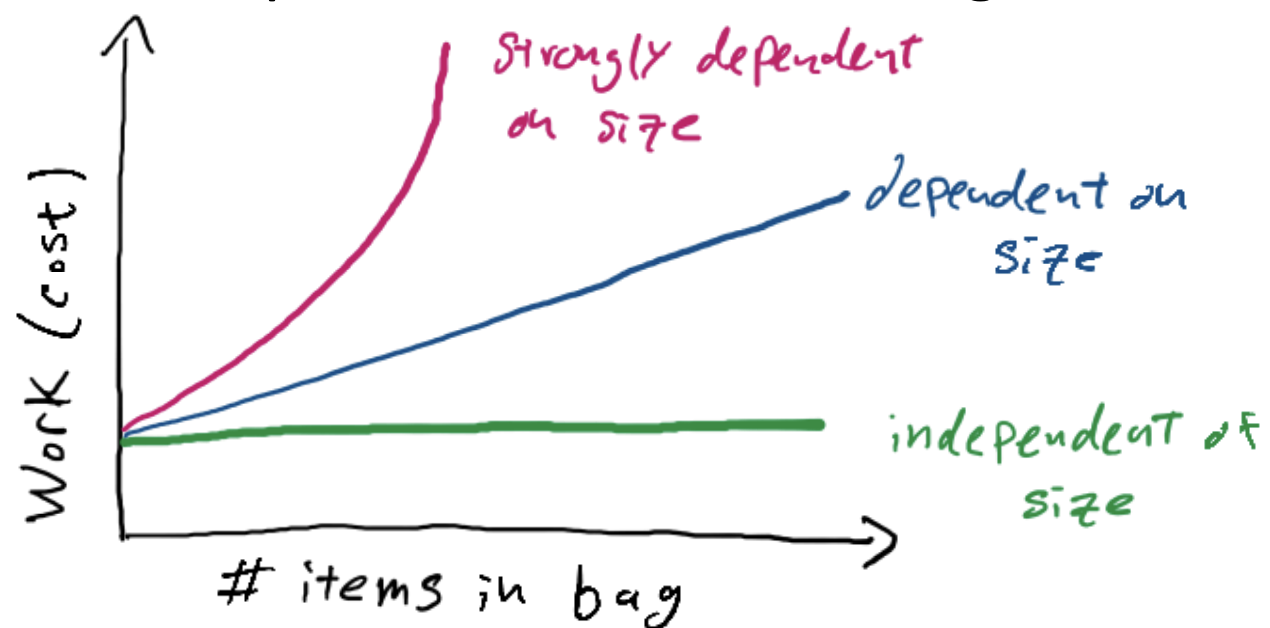 strongly dependent
on size
dependent on
size
Work (cost)
independent of
size
# items in bag